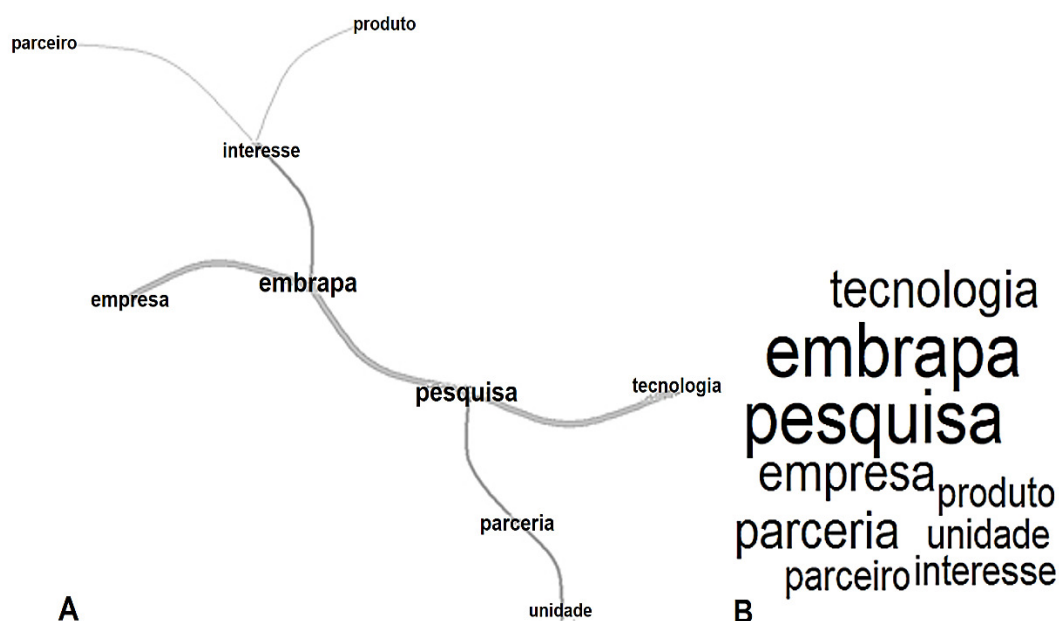 produto
parceiro
interesse
embrapa
empresa
pesquisa
tecnologia
parceria
unidade
A
tecnologia
embrapa
pesquisa
empresa
produto
parceria
unidade
parceiro
interesse
B